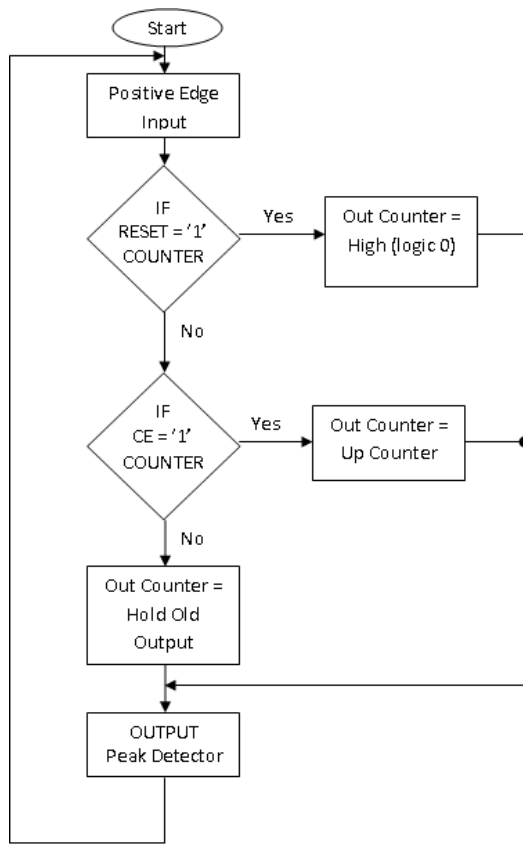 Start
Positive Edge
Input
IF
RESET = '1'
COUNTER
Yes
Out Counter =
High (logic 0)
No
IF
CE = '1'
COUNTER
Yes
Out Counter =
Up Counter
No
Out Counter =
Hold Old
Output
OUTPUT
Peak Detector